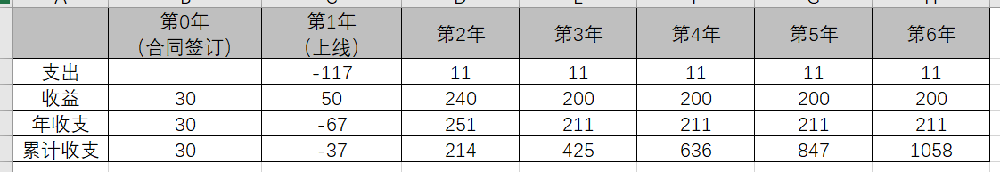 第0年 第1年 第2年 第3年 第4年 第5年 第6年
(合同签订) (上线)
支出 -117 11 11 11 11 11
收益 30 50 240 200 200 200 200
年收支 30 -67 251 211 211 211 211
累计收支 30 -37 214 425 636 847 1058